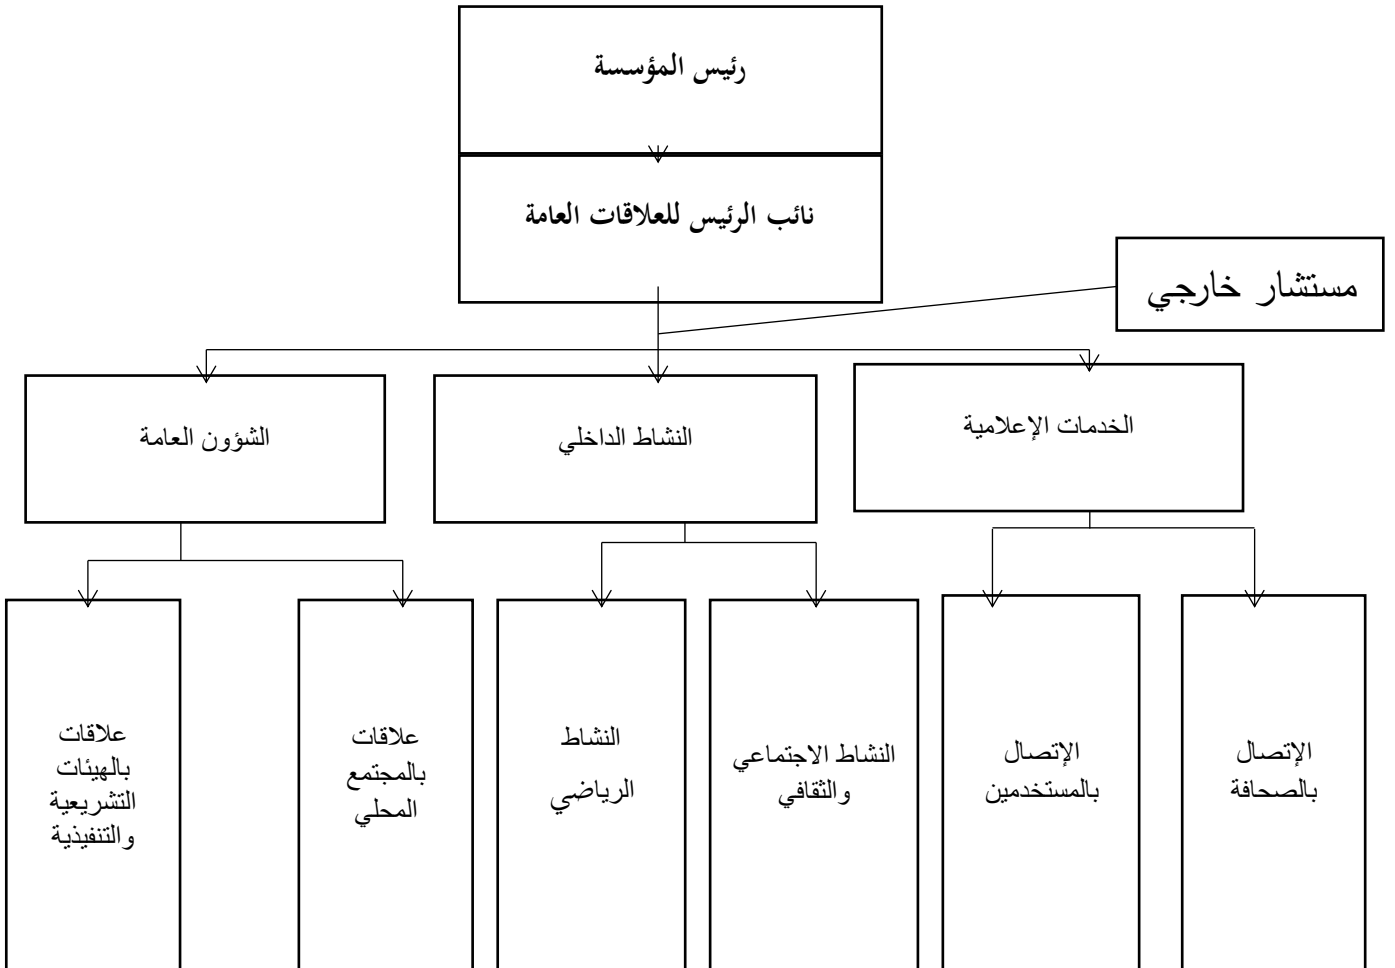 رئيس المؤسسة
نائب الرئيس للعلاقات العامة
مستشار خارجي
الخدمات الإعلامية
النشاط الداخلي
الشؤون العامة
الإتصال
بالصحافة
الإتصال
بالمستخدمين
النشاط الاجتماعي
والثقافي
النشاط
الرياضي
علاقات
بالمجتمع
المحلي
علاقات
بالهيئات
التشريعية
والتنفيذية